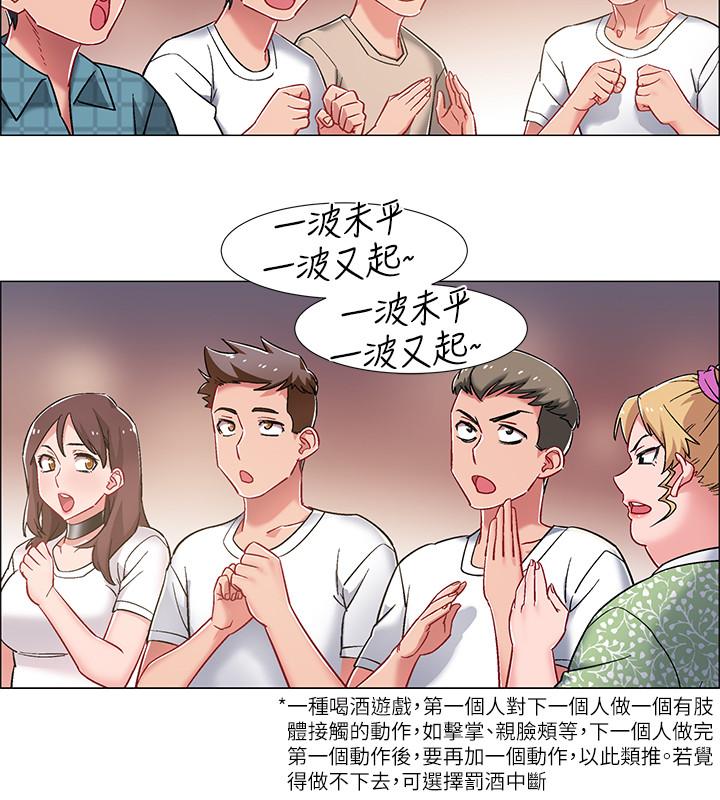 一波未平
一波又起~
一波未平
一波又起~
*一種喝酒遊戲，第一個人對下一個人做一個有肢
體接觸的動作，如擊掌、親臉頰等，下一個人做完
第一個動作後，要再加一個動作，以此類推。若覺
得做不下去，可選擇罰酒中斷